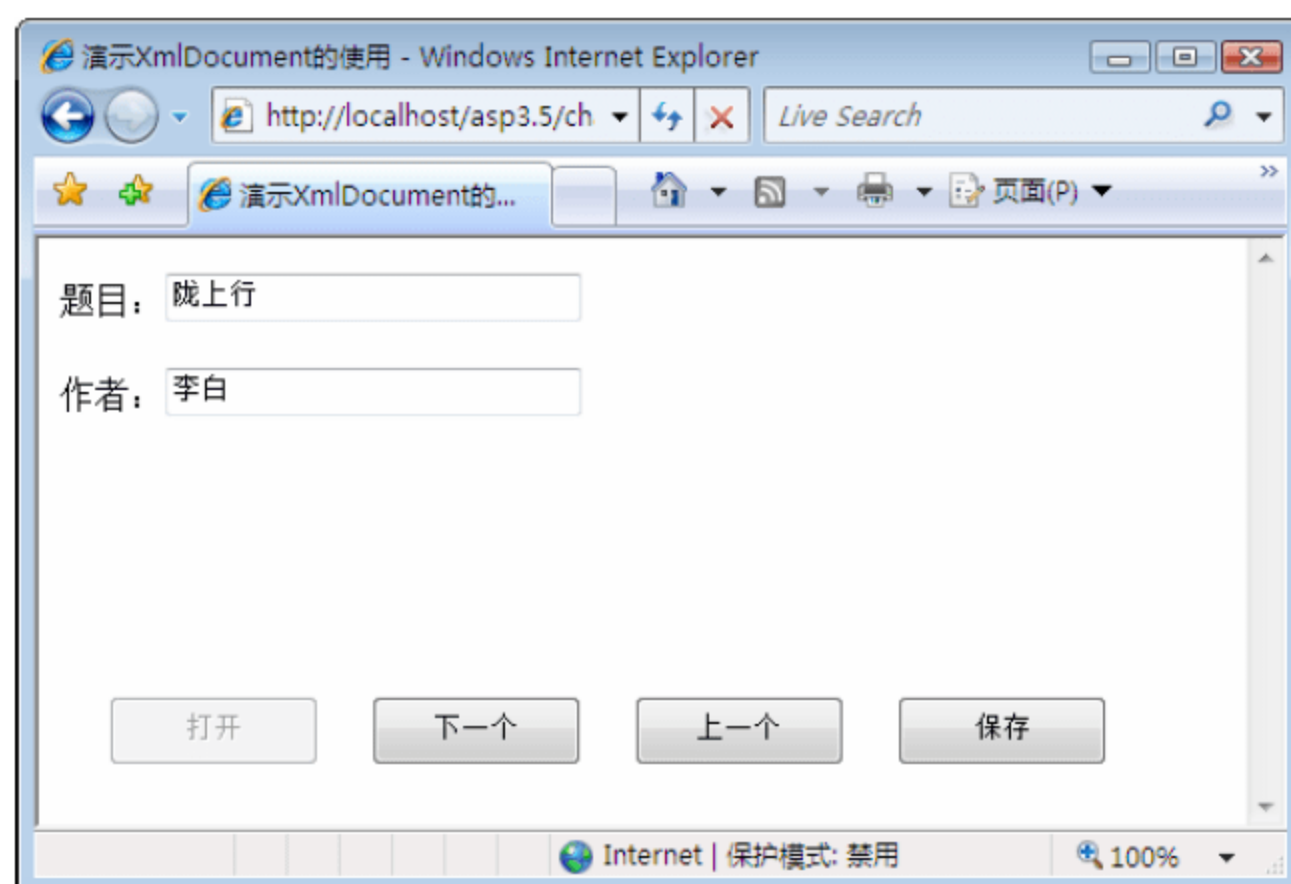 演示XmlDocument的使用 - Windows Internet Explorer
http://localhost/asp3.5/ch
Live Search
演示XmlDocument的...
页面(P)
题目：陇上行
作者：李白
打开 下一个 上一个 保存
Internet | 保护模式: 禁用
100%